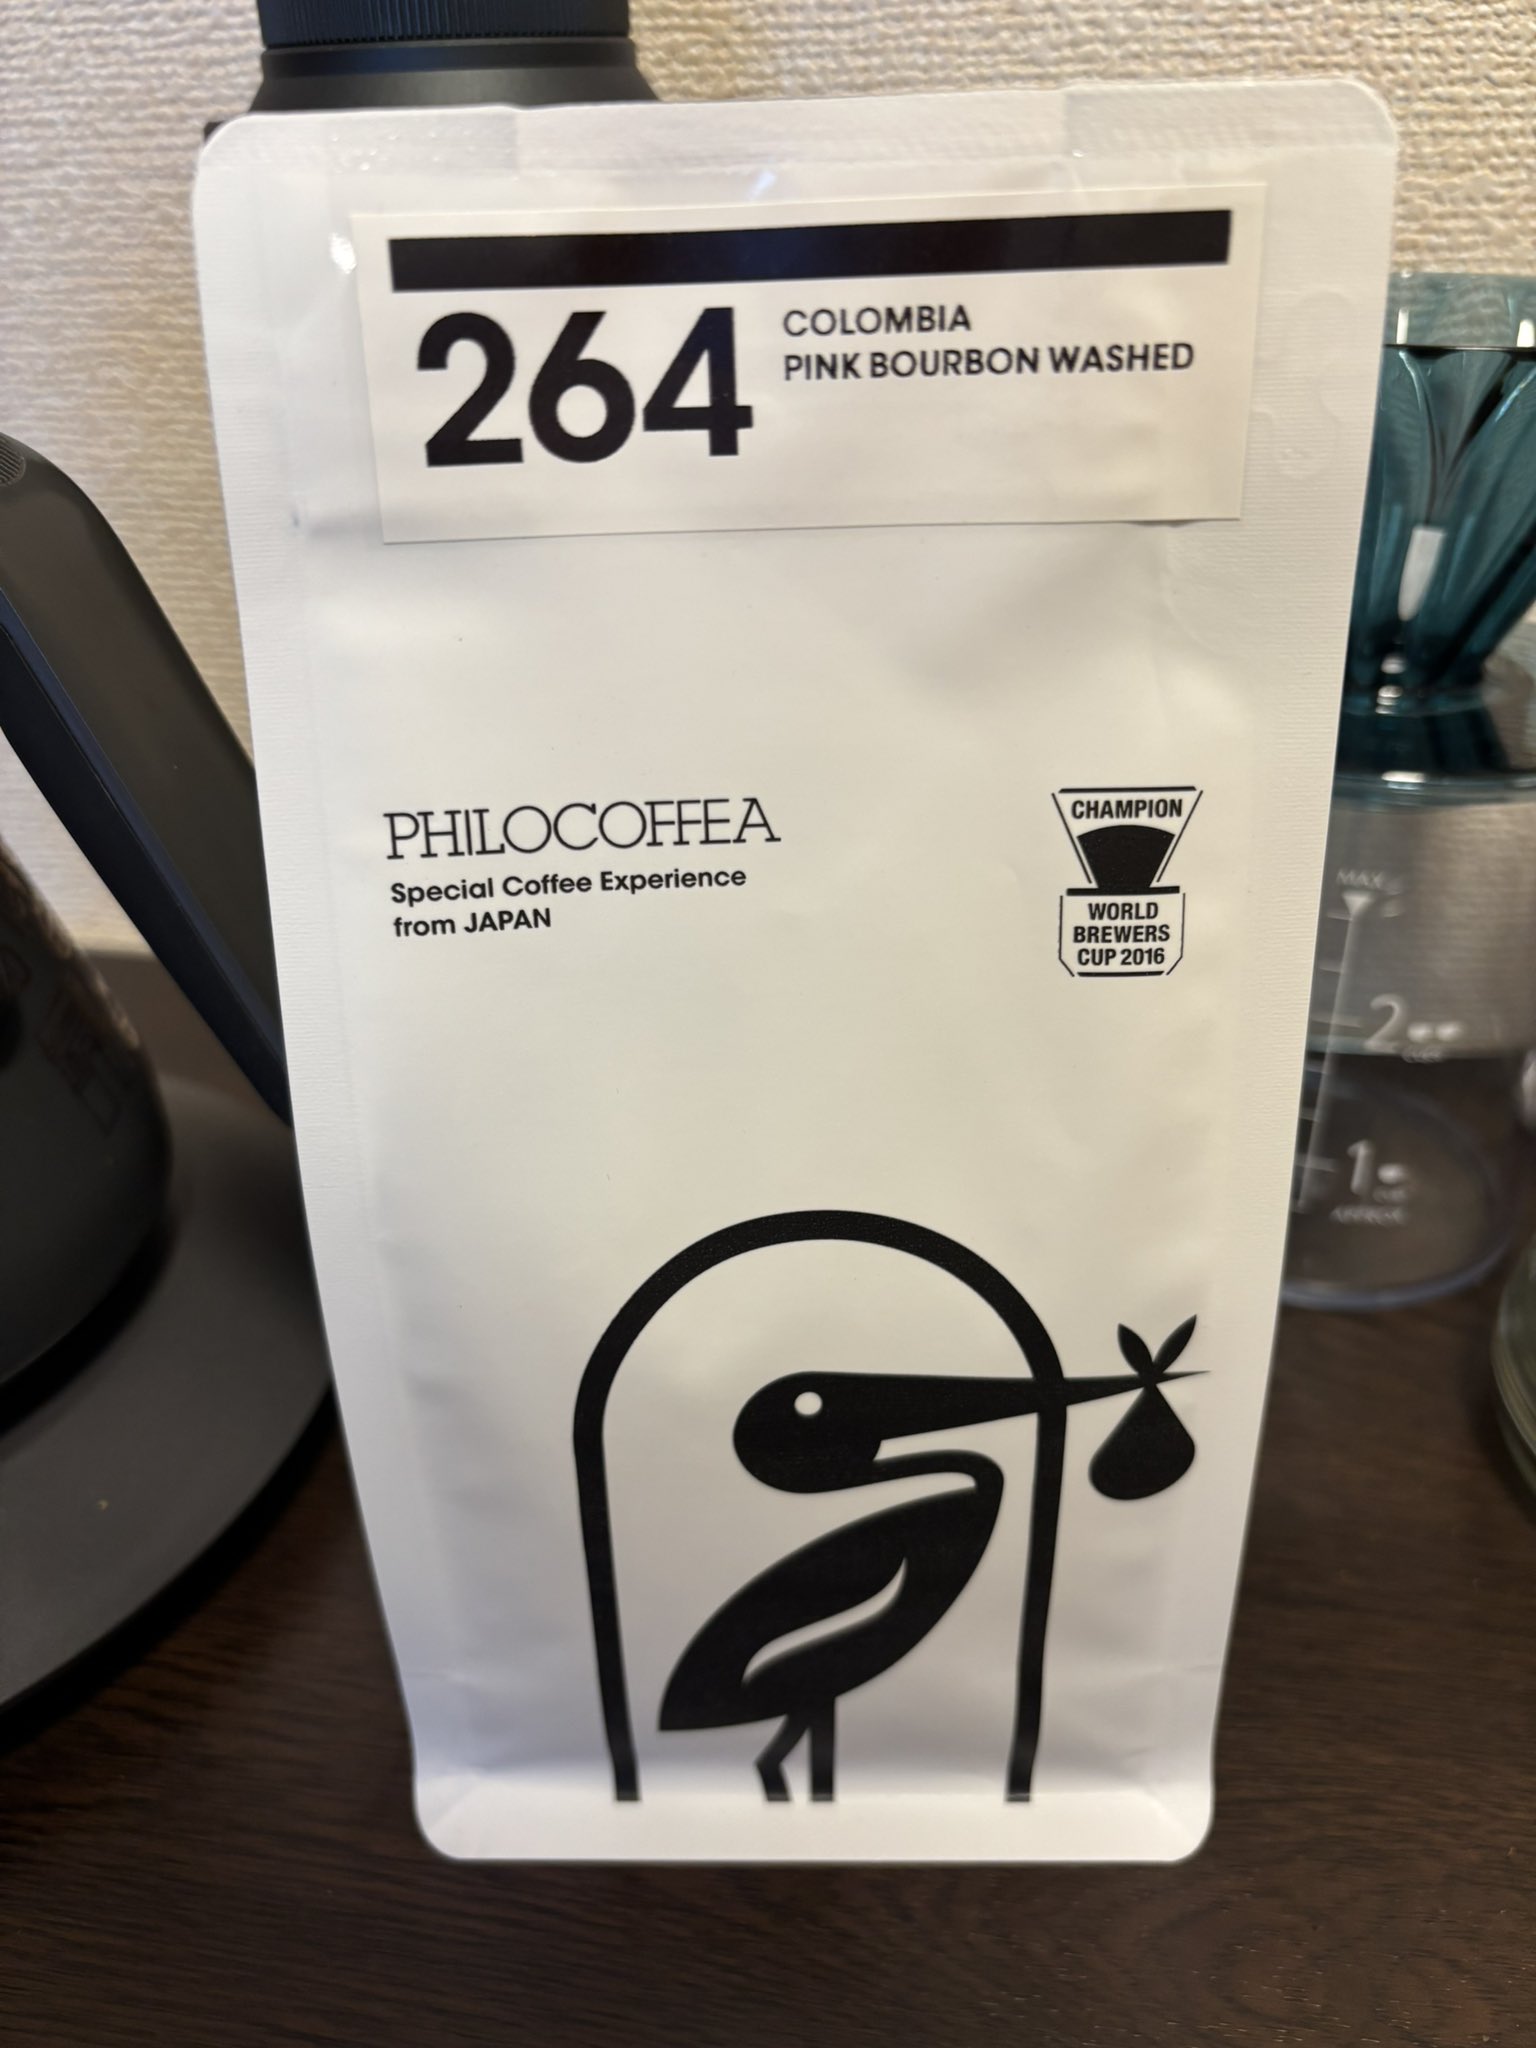 264
COLOMBIA
PINK BOURBON WASHED
PHILOCOFFEA
Special Coffee Experience
from JAPAN
CHAMPION
WORLD
BREWERS
CUP 2016
MAX
2
1
APPROX.